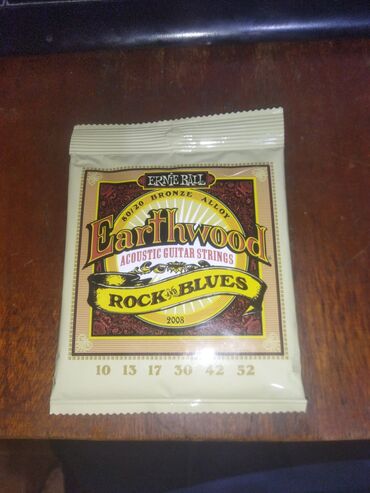 ERNIE BALL
80/20 BRONZE ALLOY
Earthwood
ACOUSTIC GUITAR STRINGS
ROCK AND BLUES
2008
10 13 17 30 42 52